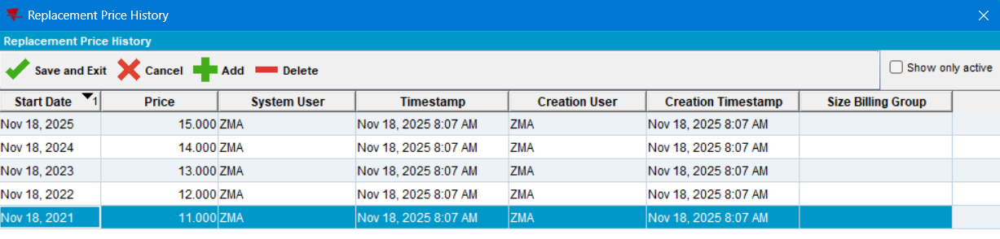 Replacement Price History
Replacement Price History
Save and Exit Cancel Add Delete Show only active
Start Date 1 Price System User Timestamp Creation User Creation Timestamp Size Billing Group
Nov 18, 2025 15.000 ZMA Nov 18, 2025 8:07 AM ZMA Nov 18, 2025 8:07 AM
Nov 18, 2024 14.000 ZMA Nov 18, 2025 8:07 AM ZMA Nov 18, 2025 8:07 AM
Nov 18, 2023 13.000 ZMA Nov 18, 2025 8:07 AM ZMA Nov 18, 2025 8:07 AM
Nov 18, 2022 12.000 ZMA Nov 18, 2025 8:07 AM ZMA Nov 18, 2025 8:07 AM
Nov 18, 2021 11.000 ZMA Nov 18, 2025 8:07 AM ZMA Nov 18, 2025 8:07 AM